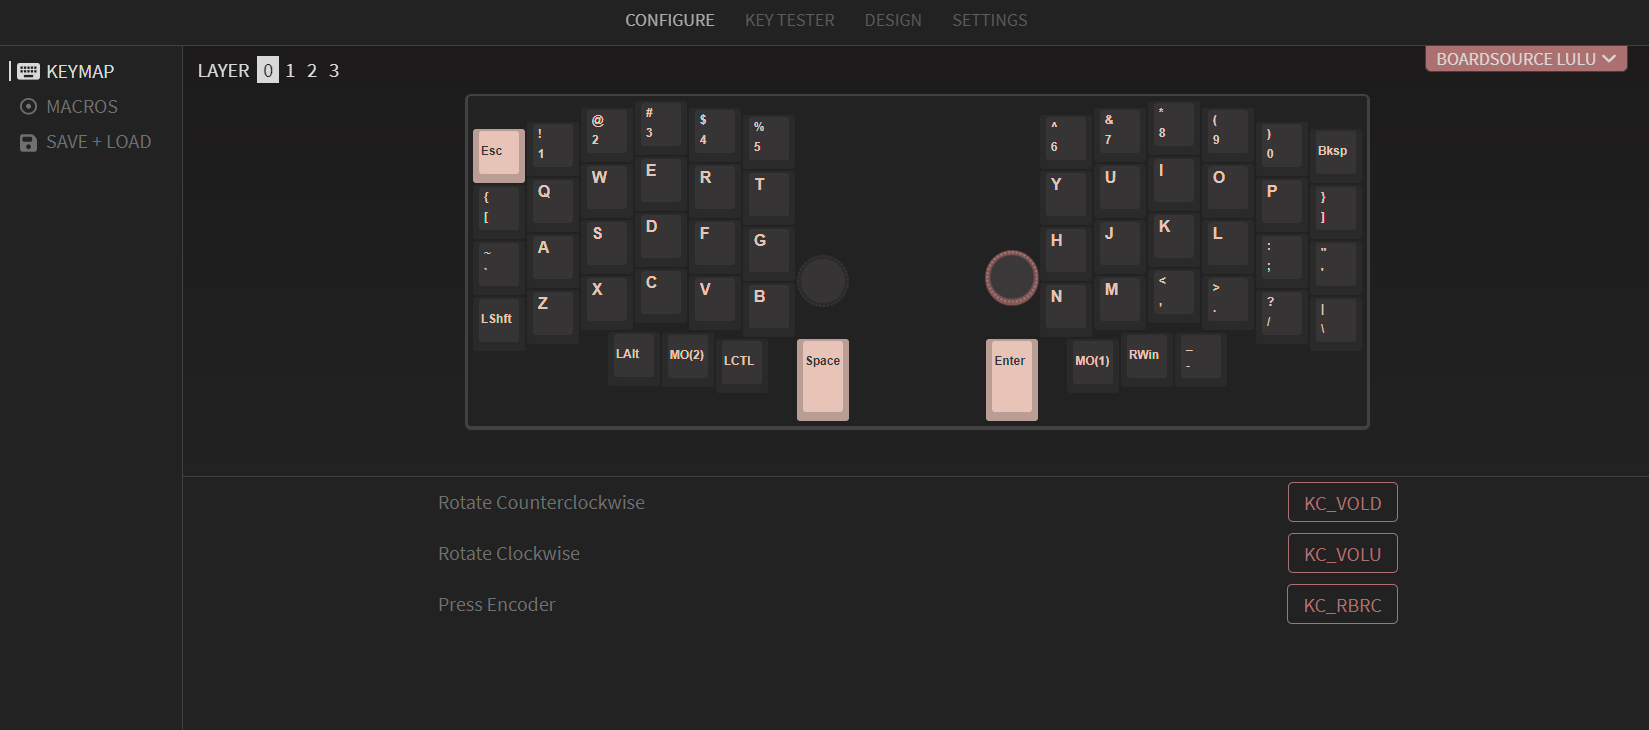 CONFIGURE KEY TESTER DESIGN SETTINGS
KEYMAP
MACROS
SAVE + LOAD
LAYER 0 1 2 3
BOARDSOURCE LULU
Esc ! 1 @ 2 # 3 $ 4 % 5 ^ 6 & 7 * 8 ( 9 ) 0 Bksp
{ [ Q W E R T Y U I O P } ]
~ ` A S D F G H J K L : ; " '
LShft Z X C V B N M < , > . ? / | \
LAlt MO(2) LCTL Space Enter MO(1) RWin _ -
Rotate Counterclockwise KC_VOLD
Rotate Clockwise KC_VOLU
Press Encoder KC_RBRC